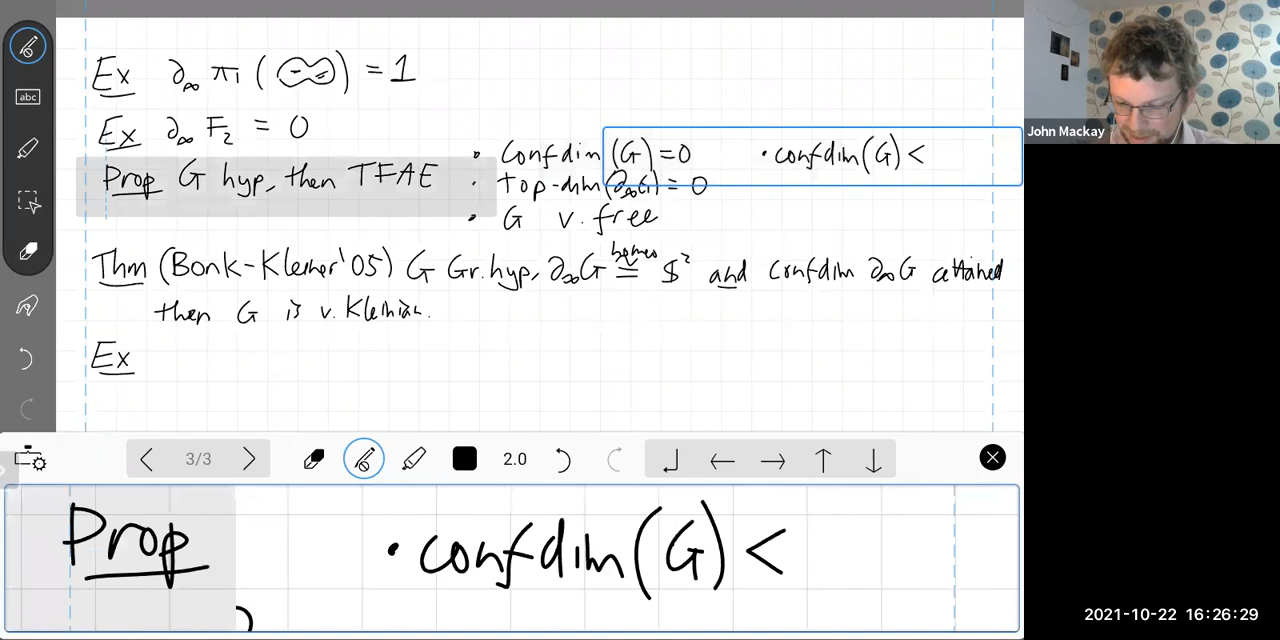 Ex ∂∞ π1 ( ) = 1
Ex ∂∞ F2 = 0
Prop G hyp, then TFAE
• Confdim (G) = 0
• confdim(G) <
• top-dim(∂∞G) = 0
• G v. free
Thm (Bonk-Kleiner '05) G Gr. hyp, ∂∞G ≅ homeo S² and Confdim ∂∞G attained
then G is v. Kleinian.
Ex
abc
3/3
2.0
Prop • confdim(G) <
John Mackay
2021-10-22 16:26:29